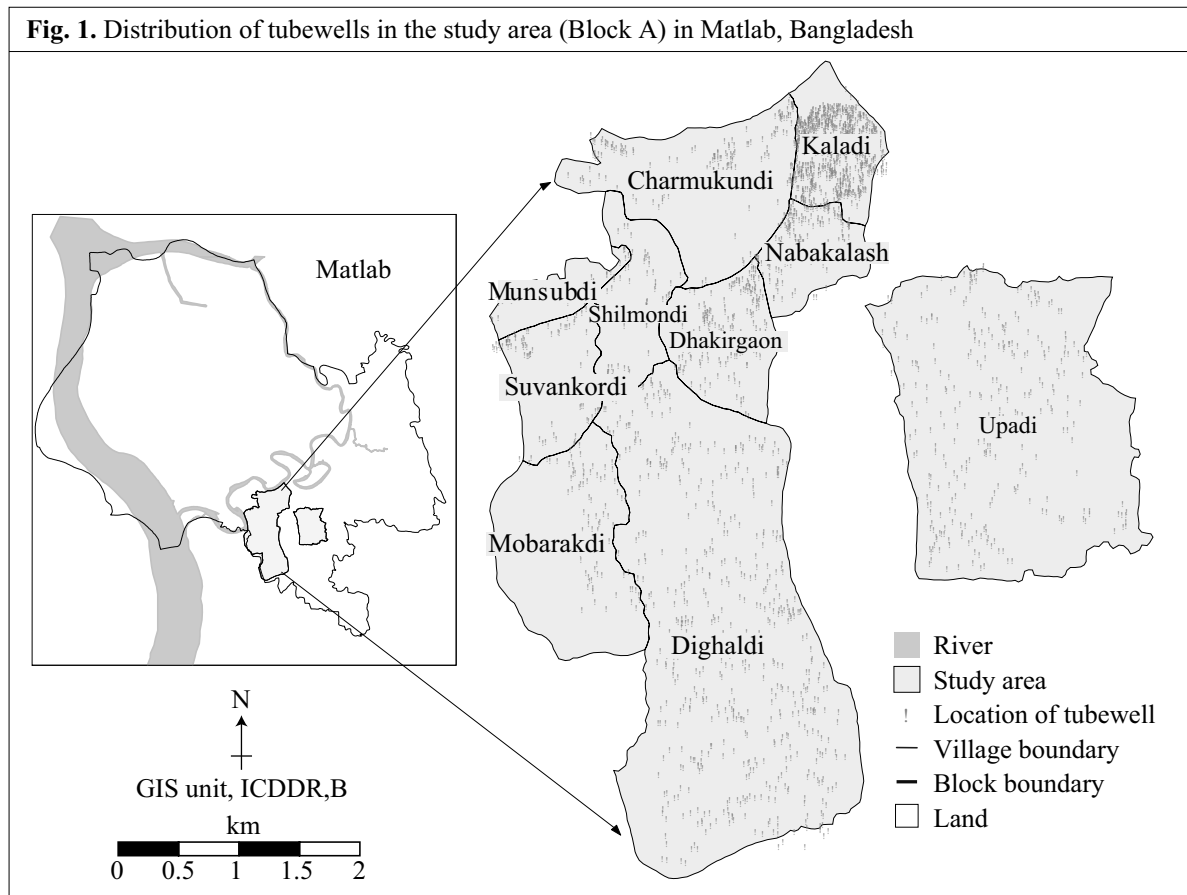 Fig. 1. Distribution of tubewells in the study area (Block A) in Matlab, Bangladesh
Kaladi
Charmukundi
Nabakalash
Matlab
Munsubdi
Shilmondi
Dhakirgaon
Suvankordi
Upadi
Mobarakdi
Dighaldi
River
Study area
Location of tubewell
Village boundary
Block boundary
Land
N
GIS unit, ICDDR,B
km
0 0.5 1 1.5 2